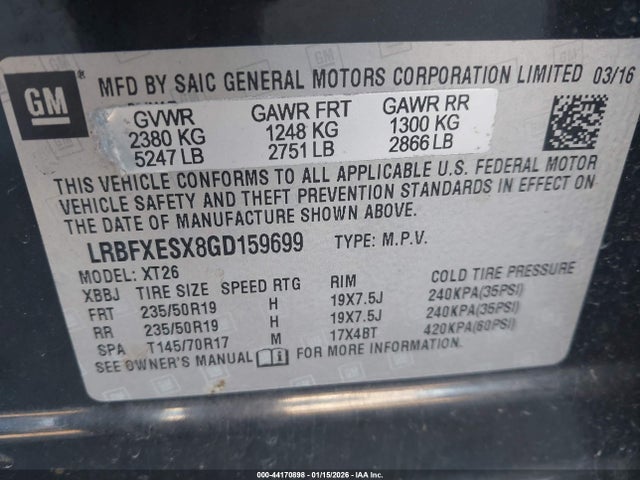 GM
MFD BY SAIC GENERAL MOTORS CORPORATION LIMITED 03/16
GVWR GAWR FRT GAWR RR
2380 KG 1248 KG 1300 KG
5247 LB 2751 LB 2866 LB
THIS VEHICLE CONFORMS TO ALL APPLICABLE U.S. FEDERAL MOTOR
VEHICLE SAFETY AND THEFT PREVENTION STANDARDS IN EFFECT ON
THE DATE OF MANUFACTURE SHOWN ABOVE.
LRBFXESX8GD159699 TYPE: M.P.V.
MODEL: XT26
XBBJ TIRE SIZE SPEED RTG RIM COLD TIRE PRESSURE
FRT 235/50R19 H 19X7.5J 240KPA(35PSI)
RR 235/50R19 H 19X7.5J 240KPA(35PSI)
SPA T145/70R17 M 17X4BT 420KPA(60PSI)
SEE OWNER'S MANUAL FOR MORE INFORMATION.
000-44170898 - 01/15/2026 - IAAI.CA